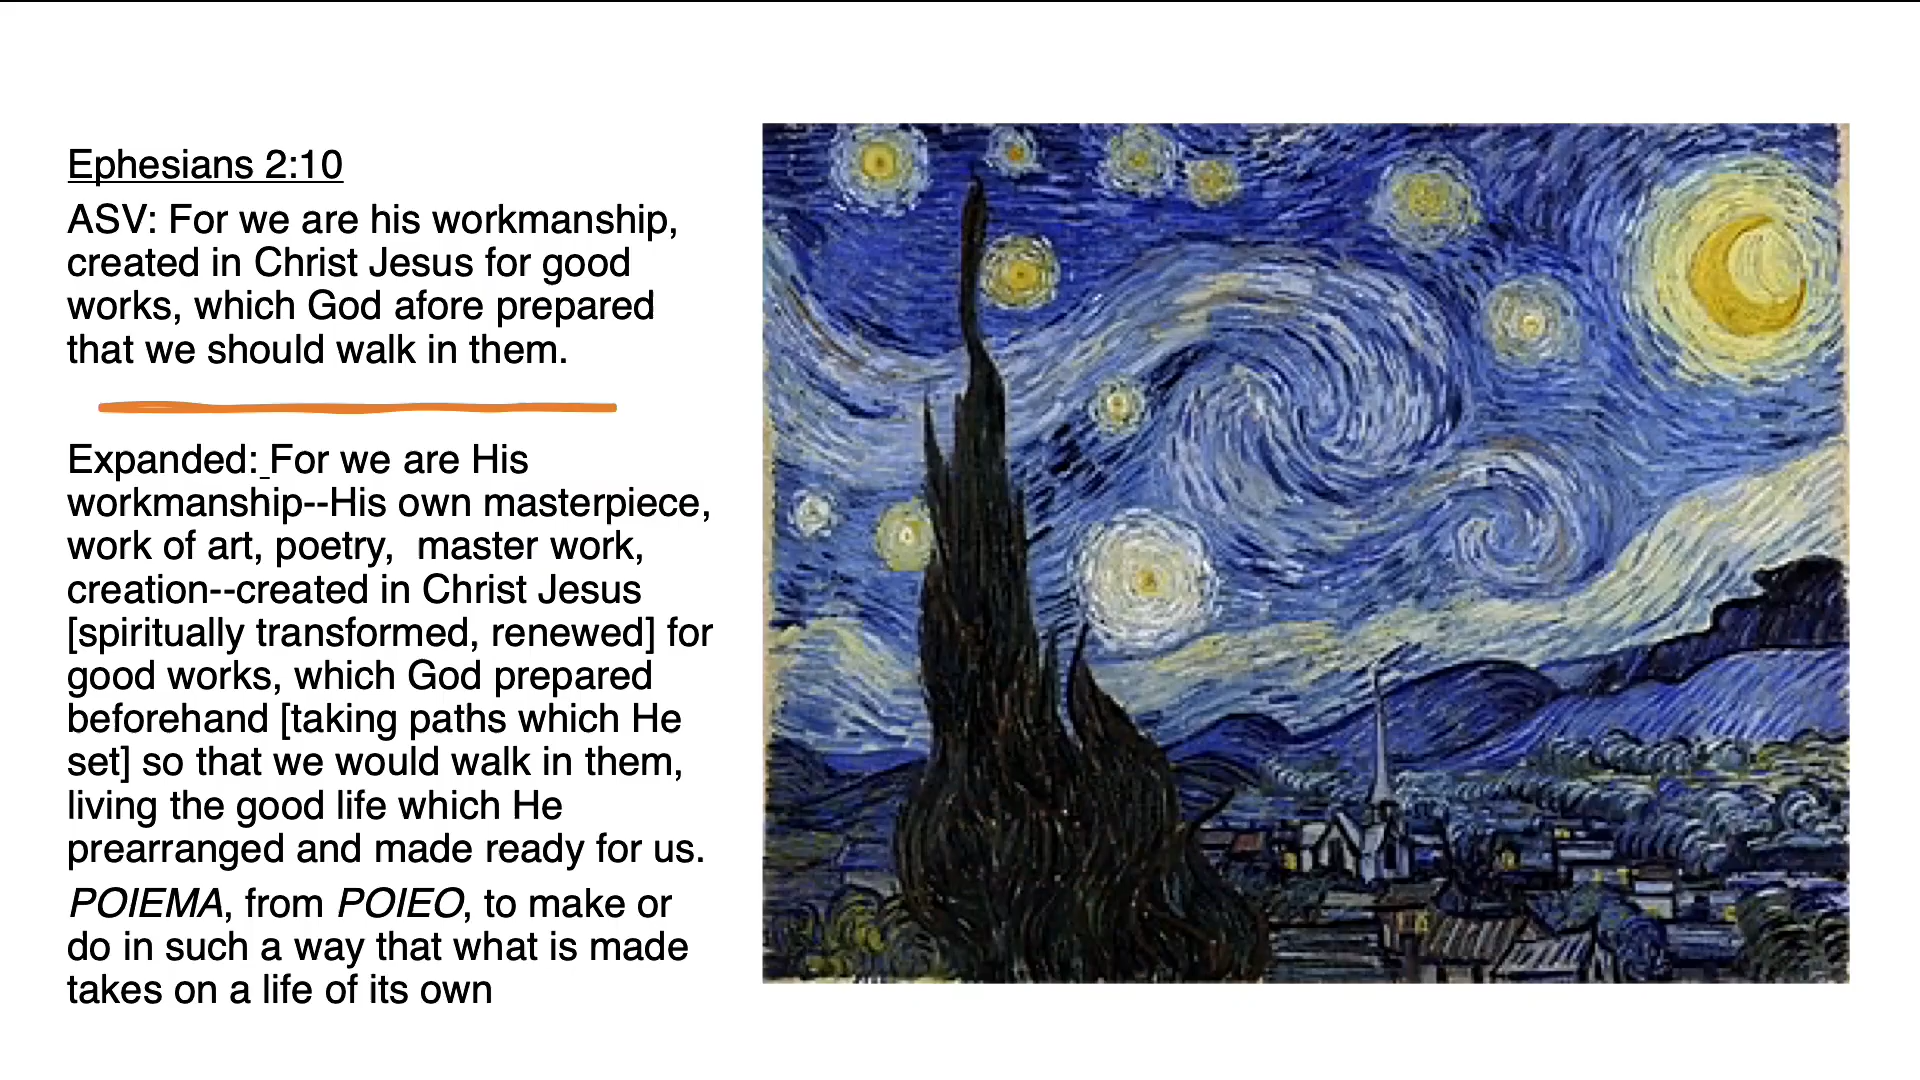 Ephesians 2:10
ASV: For we are his workmanship,
created in Christ Jesus for good
works, which God afore prepared
that we should walk in them.
Expanded: For we are His
workmanship--His own masterpiece,
work of art, poetry,  master work,
creation--created in Christ Jesus
[spiritually transformed, renewed] for
good works, which God prepared
beforehand [taking paths which He
set] so that we would walk in them,
living the good life which He
prearranged and made ready for us.
POIEMA, from POIEO, to make or
do in such a way that what is made
takes on a life of its own